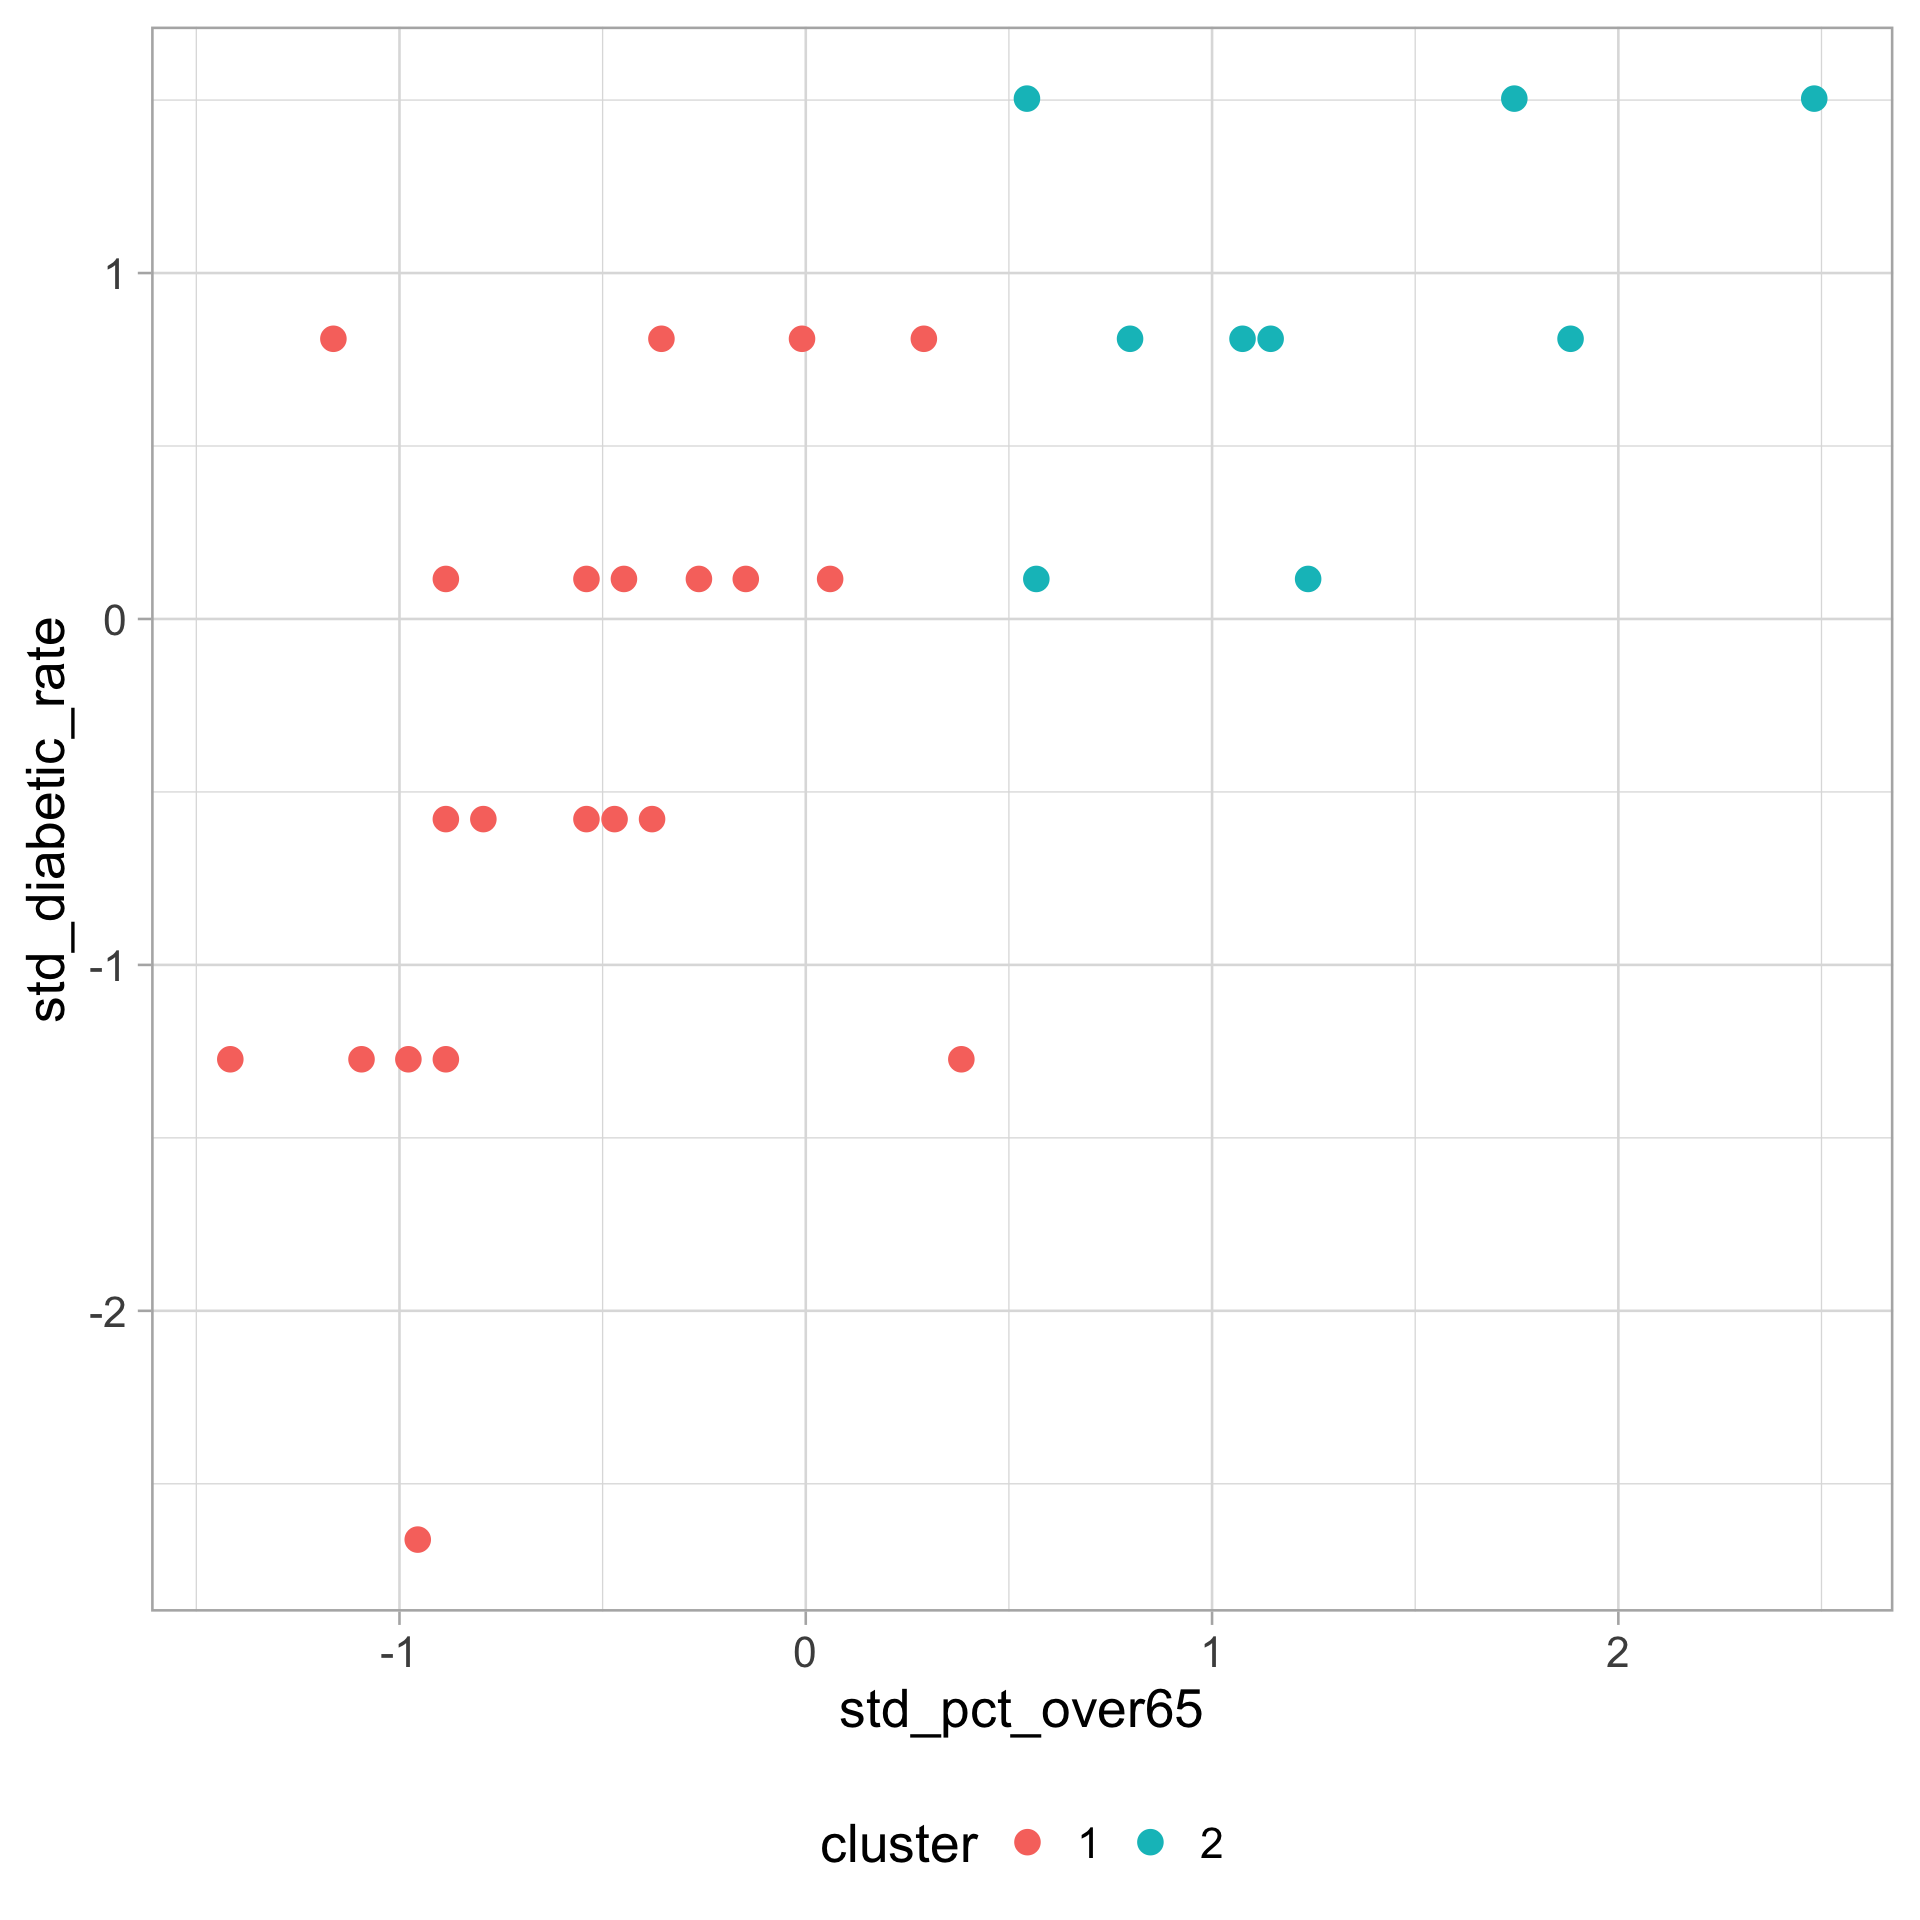 std_diabetic_rate
1
0
-1
-2
-1 0 1 2
std_pct_over65
cluster 1 2